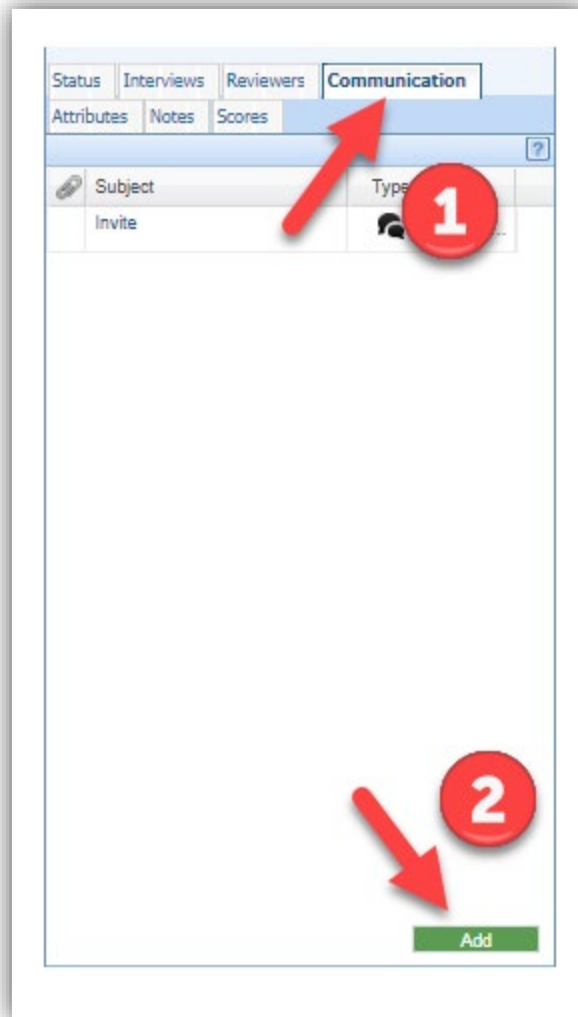 Status Interviews Reviewers Communication
Attributes Notes Scores
?
Subject Type
1
Invite
2
Add